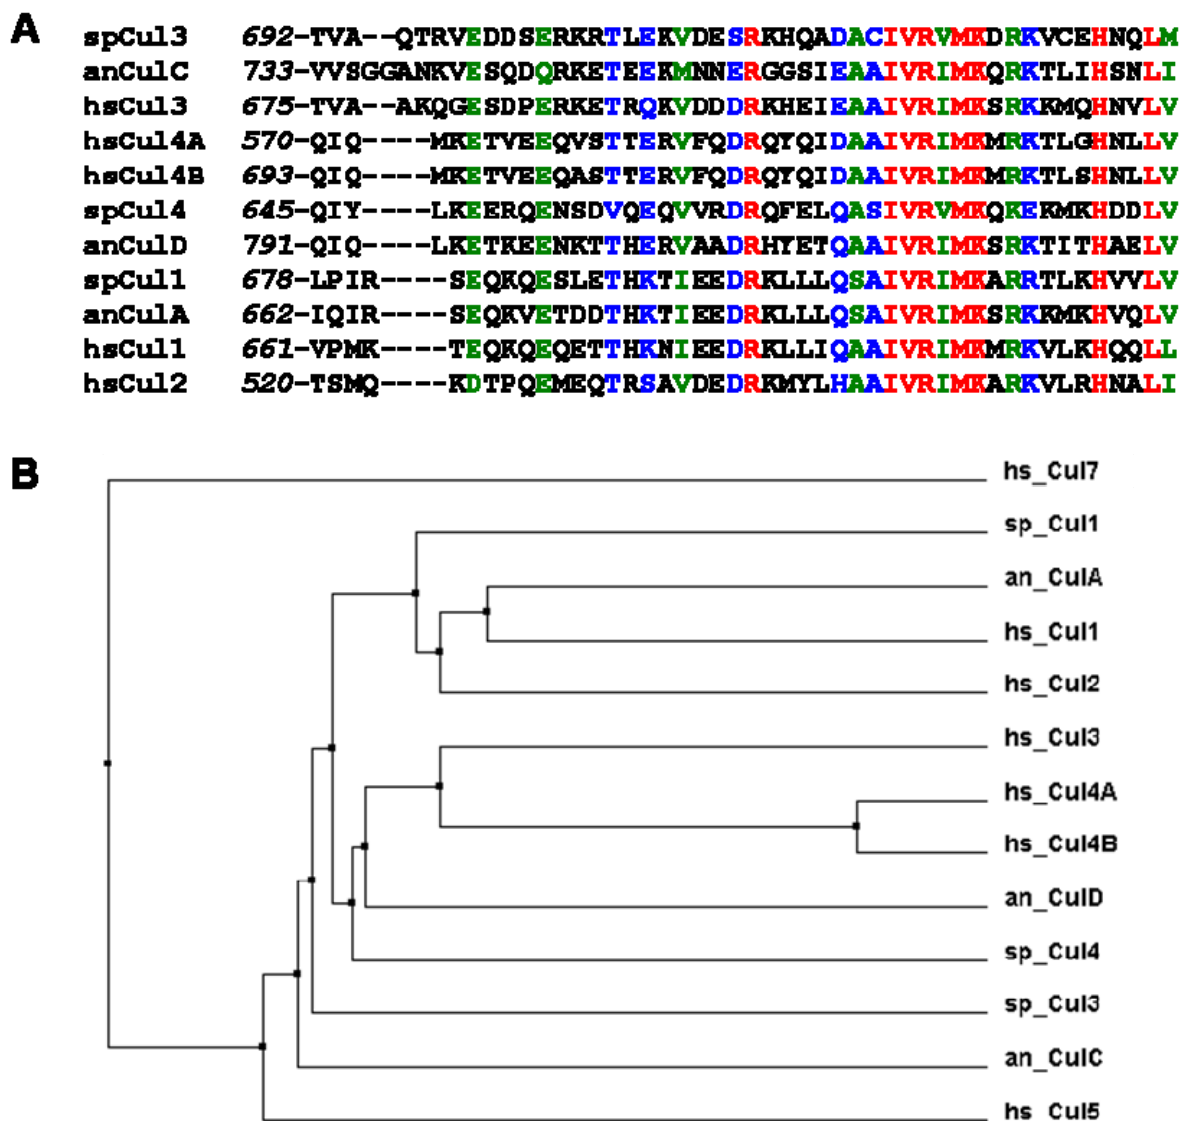 A
spCul3 692-TVA--QTRVEDDSERKRTLEKVDESRKHQADACIVRVMKDRKVCEHNQLM
anCulC 733-VVSGGANKVESQDQRKETEEKMNNERGGSIEAAIVRIMKQRKTLIHSNLI
hsCul3 675-TVA--AKQGESDPERKETRQKVDDDRKHEIEAAIVRIMKSRKKMQHNVLV
hsCul4A 570-QIQ----MKETVEEQVSTTERVFQDRQYQIDAAIVRIMKMRKTLGHNLLV
hsCul4B 693-QIQ----MKETVEEQASTTERVFQDRQYQIDAAIVRIMKMRKTLSHNLLV
spCul4 645-QIY----LKEERQENSDVQEQVVRDRQFELQASIVRVMKQKEKMKHDDLV
anCulD 791-QIQ----LKETKEENKTTHERVAADRHYETQAAIVRIMKSRKTITHAELV
spCul1 678-LPIR----SEQKQESLETHKTIEEDRKLLLQSAIVRIMKARRTLKHVVLV
anCulA 662-IQIR----SEQKVETDDTHKTIEEDRKLLLQSAIVRIMKSRKKMKHVQLV
hsCul1 661-VPMK----TEQKQEQETTHKNIEEDRKLLIQAAIVRIMKMRKVLKHQQLL
hsCul2 520-TSMQ----KDTPQEMEQTRSAVDEDRKMYLHAAIVRIMKARKVLRHNALI
B
hs_Cul7
sp_Cul1
an_CulA
hs_Cul1
hs_Cul2
hs_Cul3
hs_Cul4A
hs_Cul4B
an_CulD
sp_Cul4
sp_Cul3
an_CulC
hs_Cul5